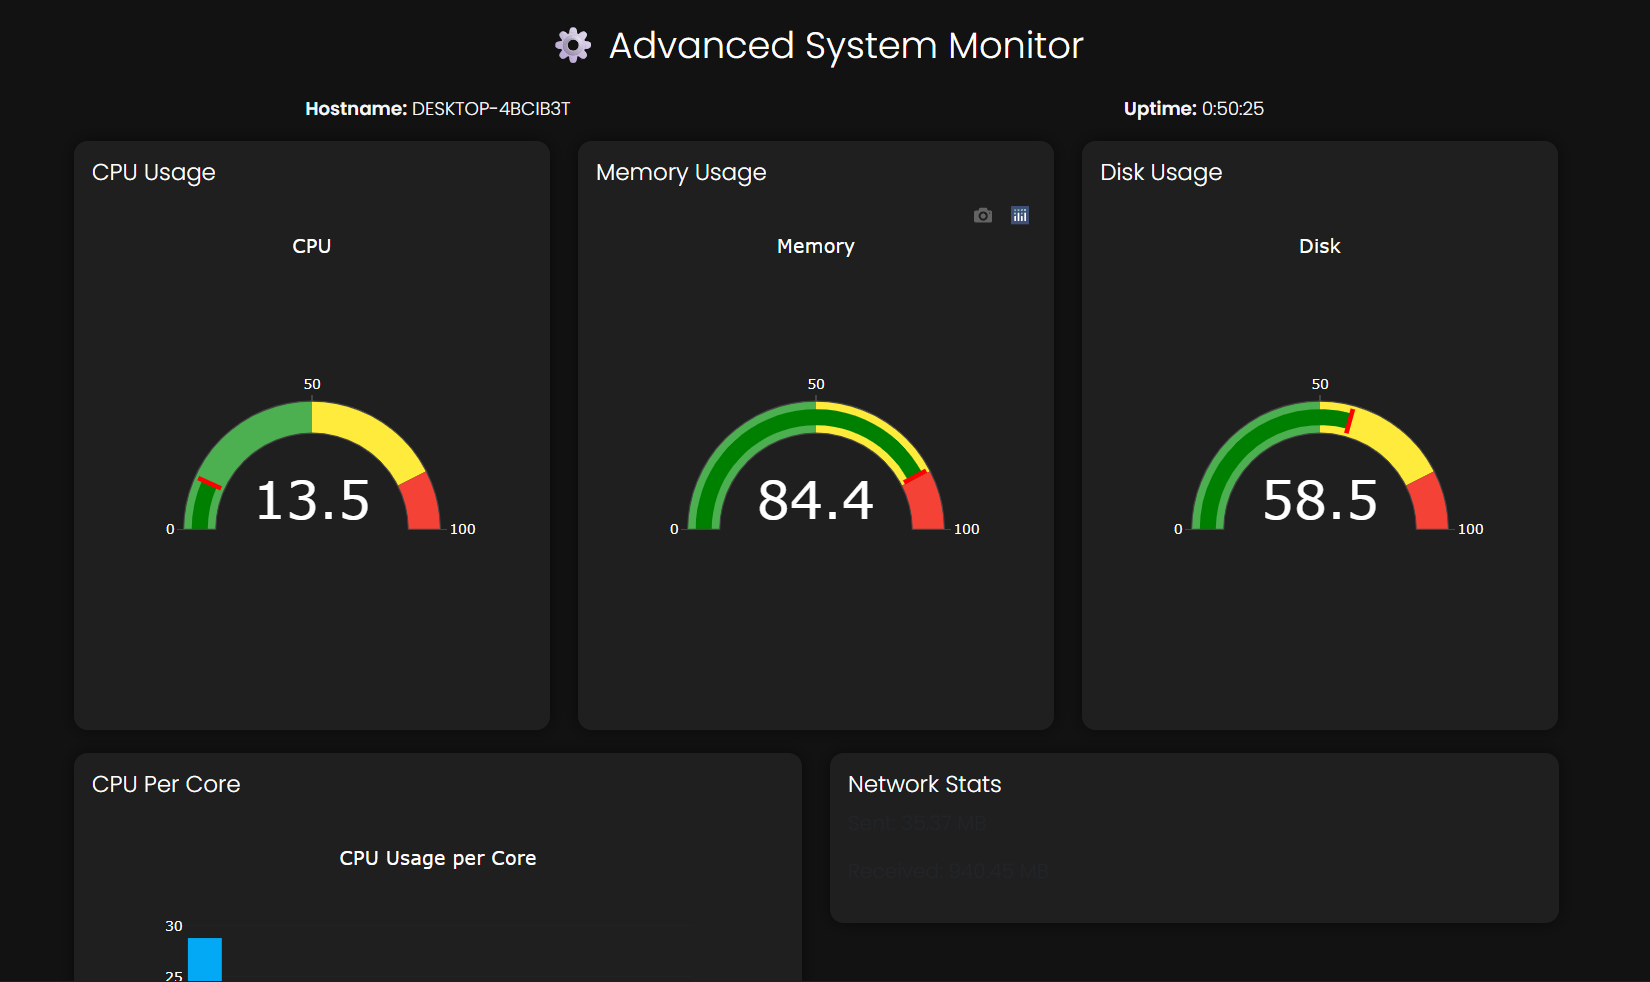 Advanced System Monitor
Hostname: DESKTOP-4BCIB3T
Uptime: 0:50:25
CPU Usage
CPU
50
0
13.5
100
Memory Usage
Memory
50
0
84.4
100
Disk Usage
Disk
50
0
58.5
100
CPU Per Core
CPU Usage per Core
30
25
Network Stats
Sent: 35.37 MB
Received: 940.45 MB